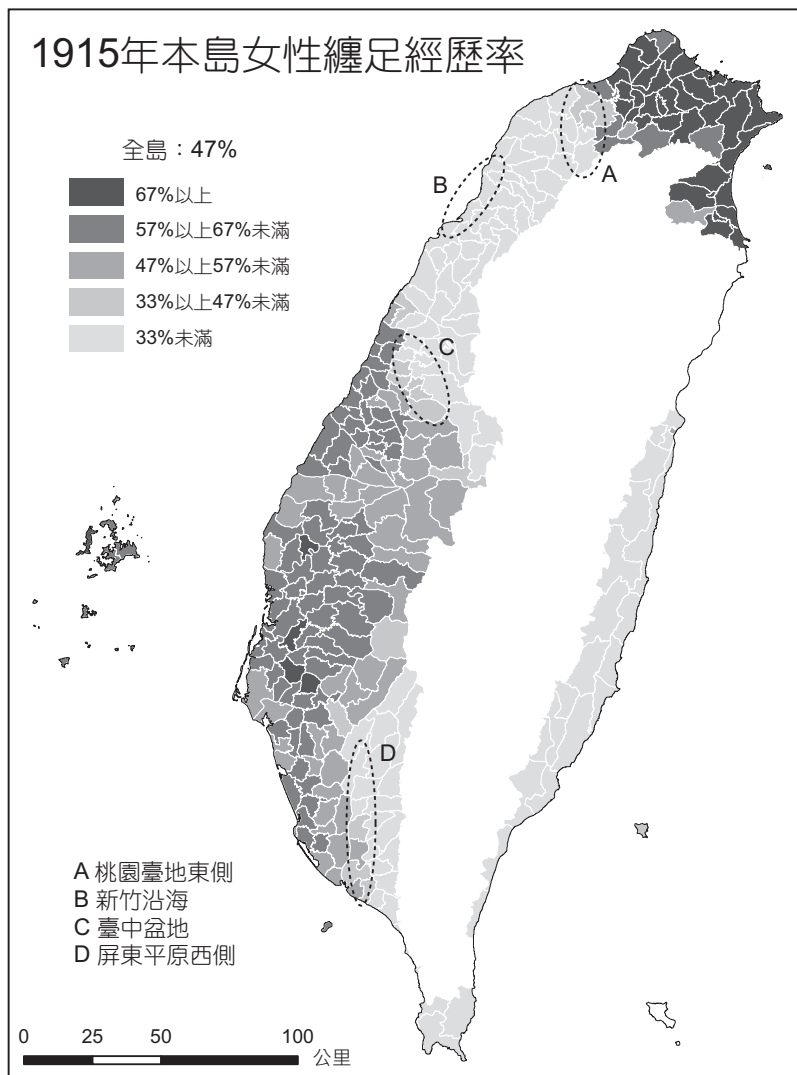 1915年本島女性纏足經歷率
全島：47%
67%以上
57%以上67%未滿
47%以上57%未滿
33%以上47%未滿
33%未滿
A
B
C
D
A 桃園臺地東側
B 新竹沿海
C 臺中盆地
D 屏東平原西側
0 25 50 100
公里